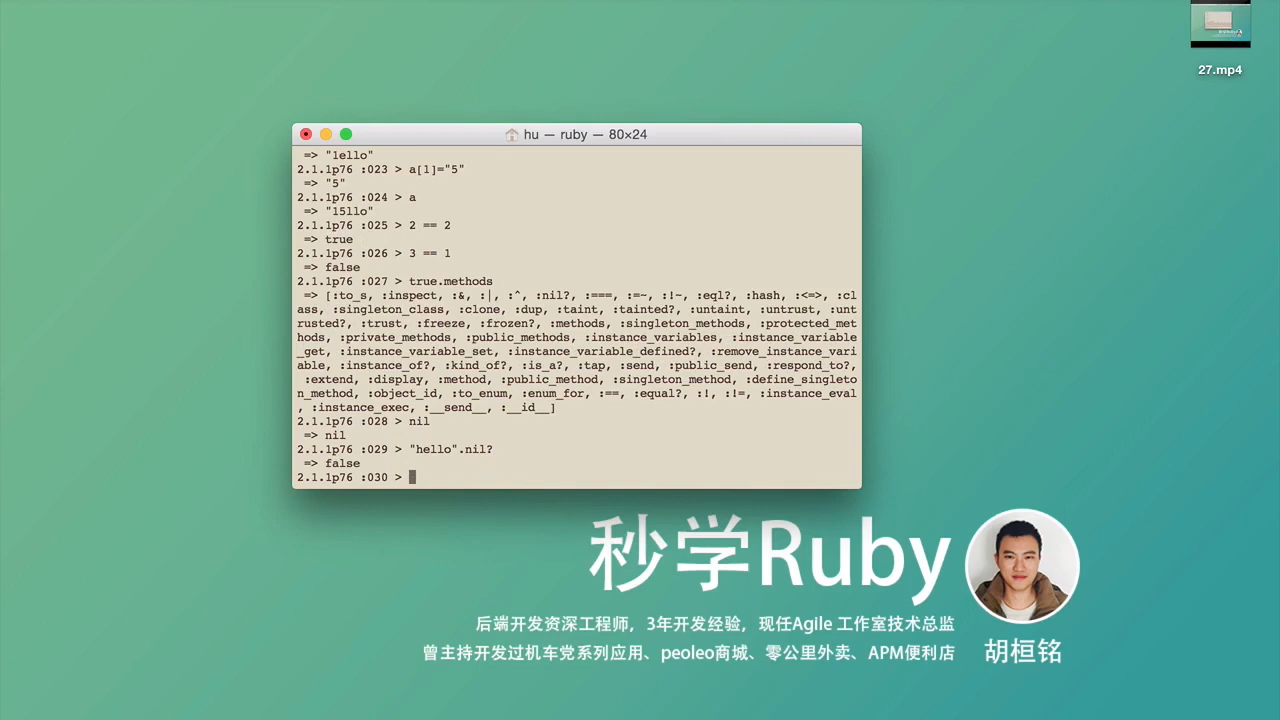 27.mp4
hu — ruby — 80×24
=> "1ello"
2.1.1p76 :023 > a[1]="5"
=> "5"
2.1.1p76 :024 > a
=> "15llo"
2.1.1p76 :025 > 2 == 2
=> true
2.1.1p76 :026 > 3 == 1
=> false
2.1.1p76 :027 > true.methods
=> [:to_s, :inspect, :&, :|, :^, :nil?, :===, :=~, :!~, :eql?, :hash, :<=>, :cl
ass, :singleton_class, :clone, :dup, :taint, :tainted?, :untaint, :untrust, :unt
rusted?, :trust, :freeze, :frozen?, :methods, :singleton_methods, :protected_met
hods, :private_methods, :public_methods, :instance_variables, :instance_variable
_get, :instance_variable_set, :instance_variable_defined?, :remove_instance_vari
able, :instance_of?, :kind_of?, :is_a?, :tap, :send, :public_send, :respond_to?,
:extend, :display, :method, :public_method, :singleton_method, :define_singleto
n_method, :object_id, :to_enum, :enum_for, :==, :equal?, :!, :!=, :instance_eval
, :instance_exec, :__send__, :__id__]
2.1.1p76 :028 > nil
=> nil
2.1.1p76 :029 > "hello".nil?
=> false
2.1.1p76 :030 >
秒学Ruby
后端开发资深工程师，3年开发经验，现任Agile 工作室技术总监
曾主持开发过机车党系列应用、peoleo商城、零公里外卖、APM便利店
胡桓铭